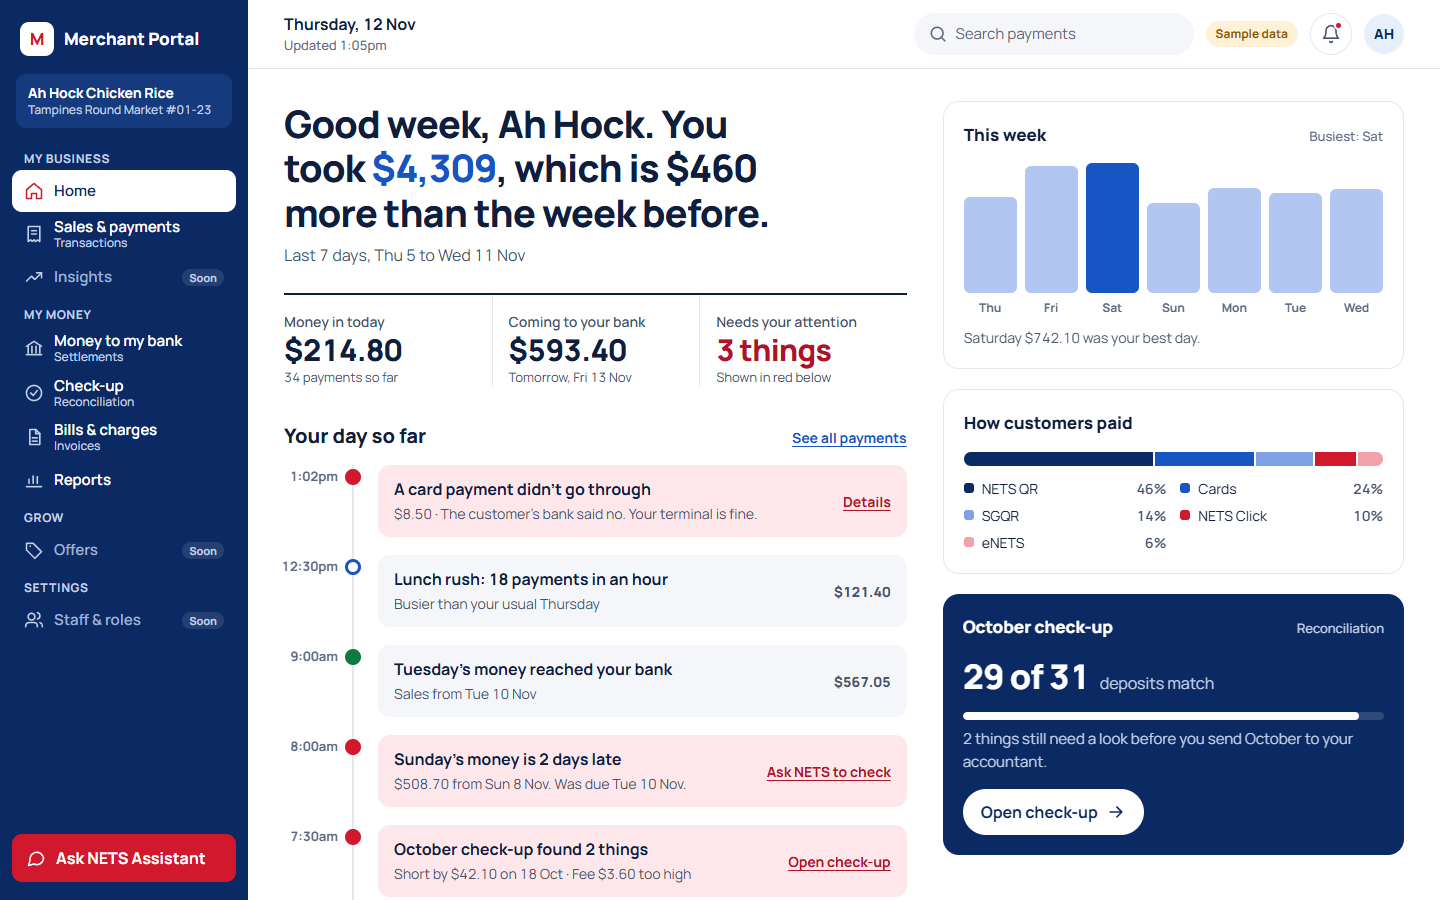 M Merchant Portal
Ah Hock Chicken Rice
Tampines Round Market #01-23
MY BUSINESS
Home
Sales & payments
Transactions
Insights Soon
MY MONEY
Money to my bank
Settlements
Check-up
Reconciliation
Bills & charges
Invoices
Reports
GROW
Offers Soon
SETTINGS
Staff & roles Soon
Ask NETS Assistant
Thursday, 12 Nov
Updated 1:05pm
Search payments
Sample data
AH
Good week, Ah Hock. You
took $4,309, which is $460
more than the week before.
Last 7 days, Thu 5 to Wed 11 Nov
Money in today
$214.80
34 payments so far
Coming to your bank
$593.40
Tomorrow, Fri 13 Nov
Needs your attention
3 things
Shown in red below
Your day so far
See all payments
1:02pm
A card payment didn't go through
$8.50 · The customer's bank said no. Your terminal is fine.
Details
12:30pm
Lunch rush: 18 payments in an hour
Busier than your usual Thursday
$121.40
9:00am
Tuesday's money reached your bank
Sales from Tue 10 Nov
$567.05
8:00am
Sunday's money is 2 days late
$508.70 from Sun 8 Nov. Was due Tue 10 Nov.
Ask NETS to check
7:30am
October check-up found 2 things
Short by $42.10 on 18 Oct · Fee $3.60 too high
Open check-up
This week
Busiest: Sat
Thu Fri Sat Sun Mon Tue Wed
Saturday $742.10 was your best day.
How customers paid
NETS QR 46% Cards 24%
SGQR 14% NETS Click 10%
eNETS 6%
October check-up
Reconciliation
29 of 31 deposits match
2 things still need a look before you send October to your
accountant.
Open check-up